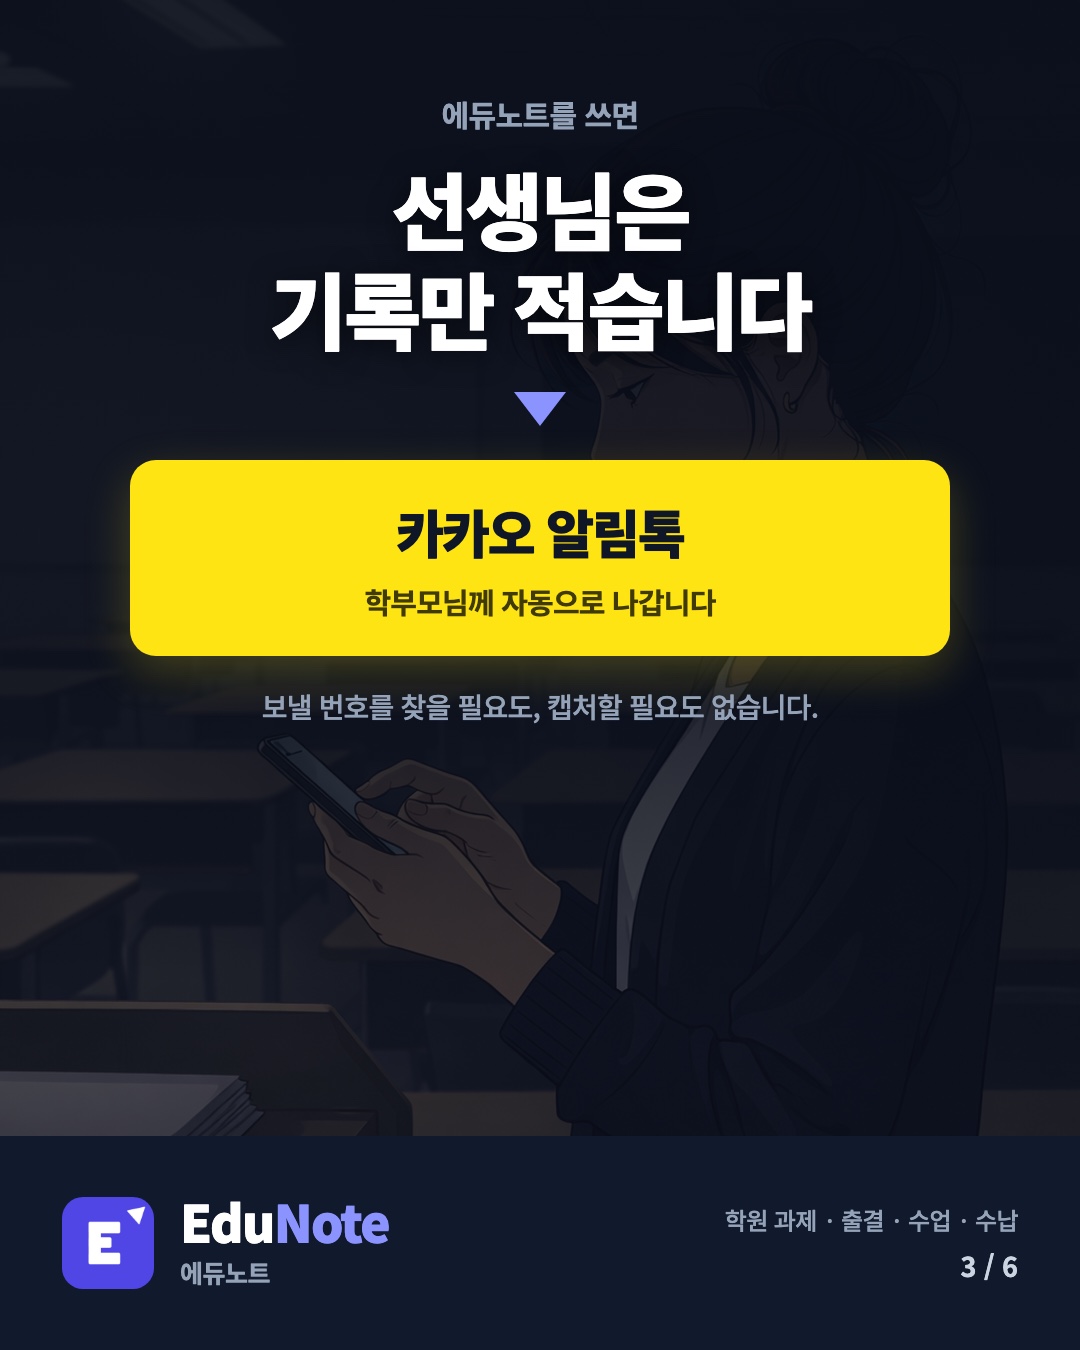 에듀노트를 쓰면
선생님은
기록만 적습니다
카카오 알림톡
학부모님께 자동으로 나갑니다
보낼 번호를 찾을 필요도, 캡처할 필요도 없습니다.
E
EduNote
에듀노트
학원 과제 · 출결 · 수업 · 수납
3 / 6